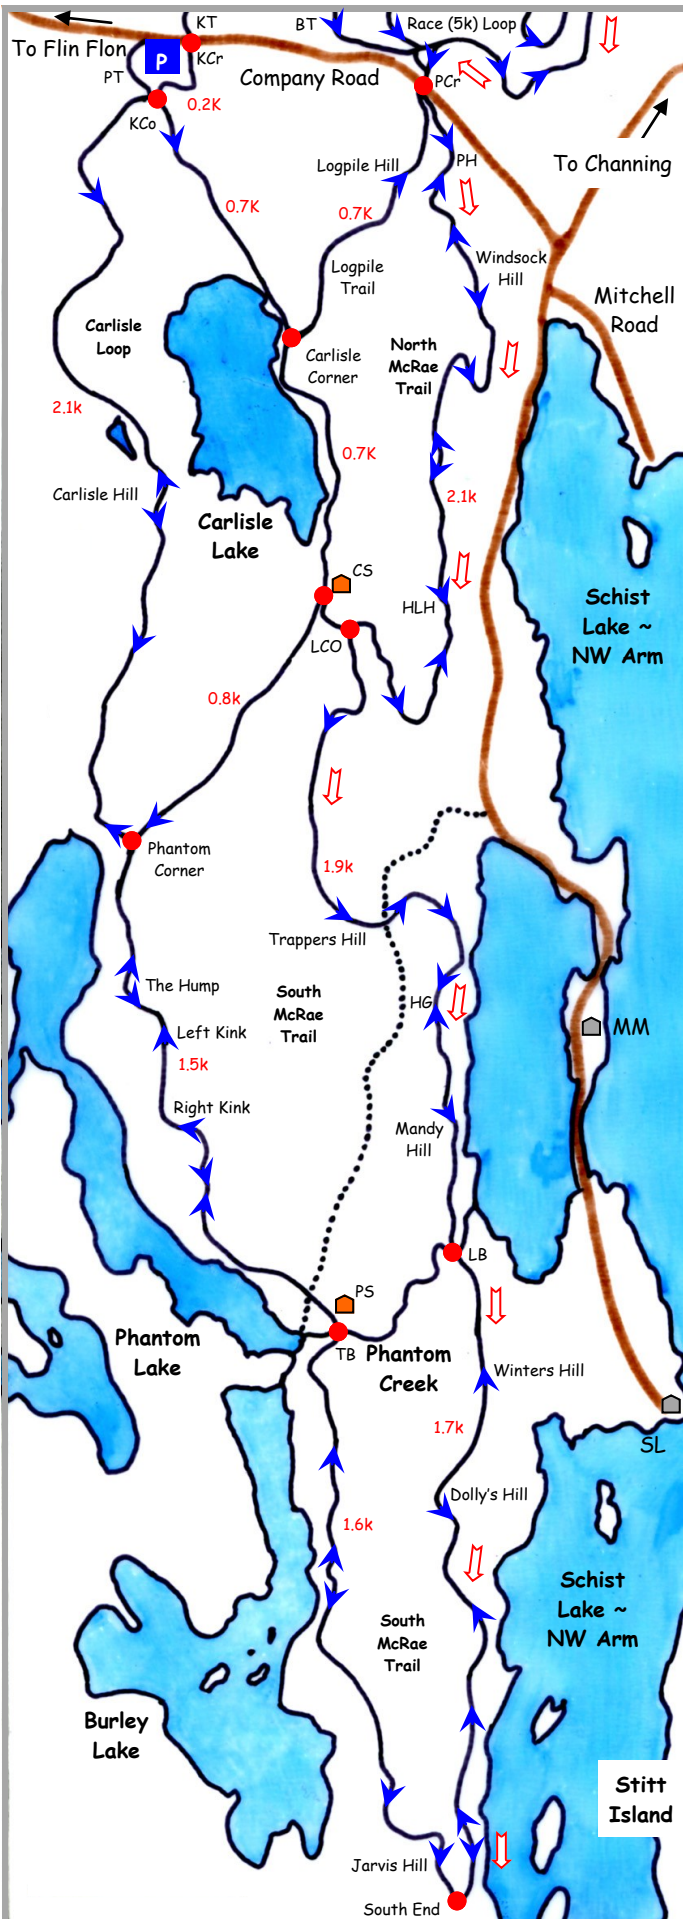 KT
BT
Race (5k) Loop
To Flin Flon
P
KCr
PT
Company Road
PCr
0.2K
KCo
Logpile Hill
PH
To Channing
0.7K
0.7K
Logpile
Trail
Windsock
Hill
Mitchell
Road
Carlisle
Loop
Carlisle
Corner
North
McRae
Trail
2.1k
0.7K
Carlisle Hill
2.1k
Carlisle
Lake
CS
HLH
Schist
Lake ~
NW Arm
LCO
0.8k
Phantom
Corner
1.9k
Trappers Hill
The Hump
South
McRae
Trail
HG
Left Kink
MM
1.5k
Right Kink
Mandy
Hill
LB
PS
Phantom
Lake
TB
Phantom
Creek
Winters Hill
1.7k
SL
Dolly's Hill
1.6k
Schist
Lake ~
NW Arm
South
McRae
Trail
Burley
Lake
Stitt
Island
Jarvis Hill
South End